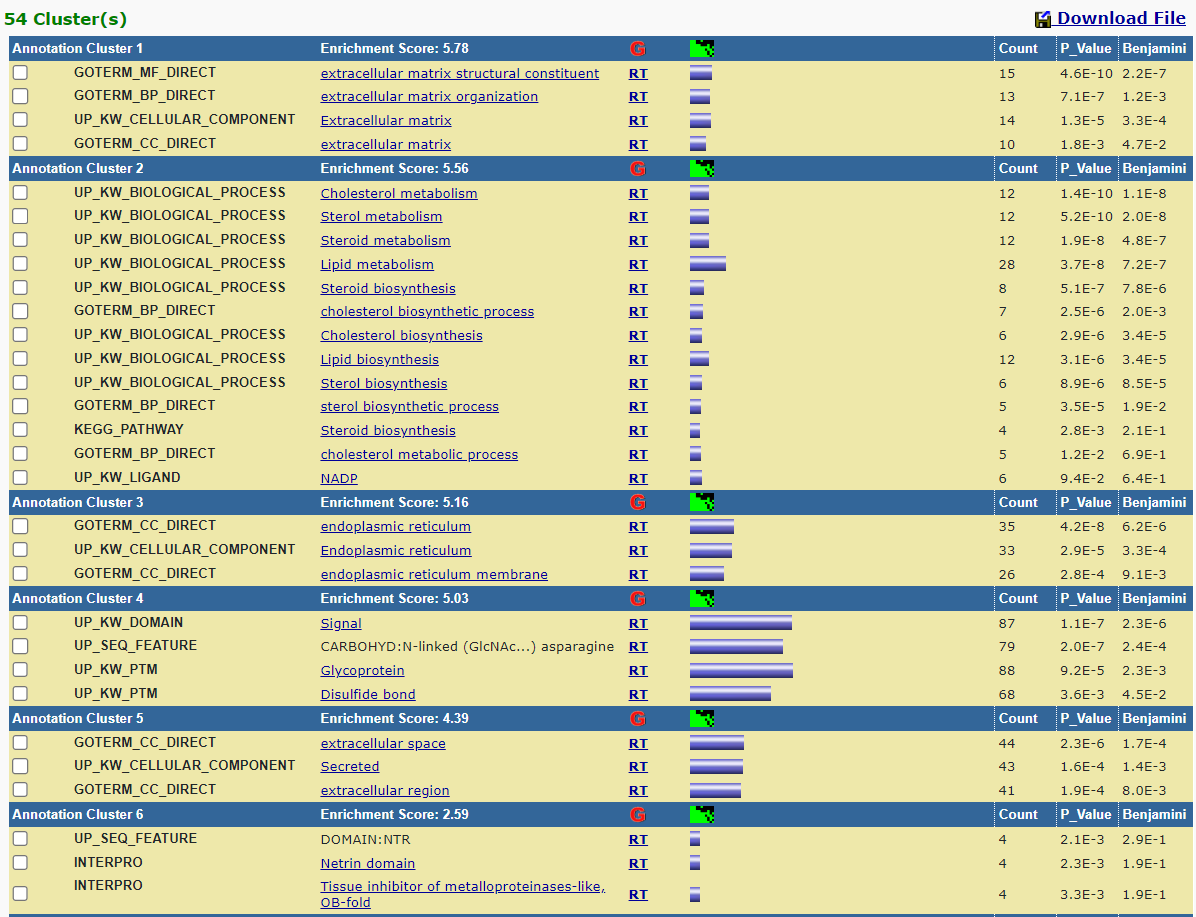 54 Cluster(s) Download File
Annotation Cluster 1 Enrichment Score: 5.78 G Count P_Value Benjamini
GOTERM_MF_DIRECT extracellular matrix structural constituent RT 15 4.6E-10 2.2E-7
GOTERM_BP_DIRECT extracellular matrix organization RT 13 7.1E-7 1.2E-3
UP_KW_CELLULAR_COMPONENT Extracellular matrix RT 14 1.3E-5 3.3E-4
GOTERM_CC_DIRECT extracellular matrix RT 10 1.8E-3 4.7E-2
Annotation Cluster 2 Enrichment Score: 5.56 G Count P_Value Benjamini
UP_KW_BIOLOGICAL_PROCESS Cholesterol metabolism RT 12 1.4E-10 1.1E-8
UP_KW_BIOLOGICAL_PROCESS Sterol metabolism RT 12 5.2E-10 2.0E-8
UP_KW_BIOLOGICAL_PROCESS Steroid metabolism RT 12 1.9E-8 4.8E-7
UP_KW_BIOLOGICAL_PROCESS Lipid metabolism RT 28 3.7E-8 7.2E-7
UP_KW_BIOLOGICAL_PROCESS Steroid biosynthesis RT 8 5.1E-7 7.8E-6
GOTERM_BP_DIRECT cholesterol biosynthetic process RT 7 2.5E-6 2.0E-3
UP_KW_BIOLOGICAL_PROCESS Cholesterol biosynthesis RT 6 2.9E-6 3.4E-5
UP_KW_BIOLOGICAL_PROCESS Lipid biosynthesis RT 12 3.1E-6 3.4E-5
UP_KW_BIOLOGICAL_PROCESS Sterol biosynthesis RT 6 8.9E-6 8.5E-5
GOTERM_BP_DIRECT sterol biosynthetic process RT 5 3.5E-5 1.9E-2
KEGG_PATHWAY Steroid biosynthesis RT 4 2.8E-3 2.1E-1
GOTERM_BP_DIRECT cholesterol metabolic process RT 5 1.2E-2 6.9E-1
UP_KW_LIGAND NADP RT 6 9.4E-2 6.4E-1
Annotation Cluster 3 Enrichment Score: 5.16 G Count P_Value Benjamini
GOTERM_CC_DIRECT endoplasmic reticulum RT 35 4.2E-8 6.2E-6
UP_KW_CELLULAR_COMPONENT Endoplasmic reticulum RT 33 2.9E-5 3.3E-4
GOTERM_CC_DIRECT endoplasmic reticulum membrane RT 26 2.8E-4 9.1E-3
Annotation Cluster 4 Enrichment Score: 5.03 G Count P_Value Benjamini
UP_KW_DOMAIN Signal RT 87 1.1E-7 2.3E-6
UP_SEQ_FEATURE CARBOHYD:N-linked (GlcNAc...) asparagine RT 79 2.0E-7 2.4E-4
UP_KW_PTM Glycoprotein RT 88 9.2E-5 2.3E-3
UP_KW_PTM Disulfide bond RT 68 3.6E-3 4.5E-2
Annotation Cluster 5 Enrichment Score: 4.39 G Count P_Value Benjamini
GOTERM_CC_DIRECT extracellular space RT 44 2.3E-6 1.7E-4
UP_KW_CELLULAR_COMPONENT Secreted RT 43 1.6E-4 1.4E-3
GOTERM_CC_DIRECT extracellular region RT 41 1.9E-4 8.0E-3
Annotation Cluster 6 Enrichment Score: 2.59 G Count P_Value Benjamini
UP_SEQ_FEATURE DOMAIN:NTR RT 4 2.1E-3 2.9E-1
INTERPRO Netrin domain RT 4 2.3E-3 1.9E-1
INTERPRO Tissue inhibitor of metalloproteinases-like,
OB-fold RT 4 3.3E-3 1.9E-1